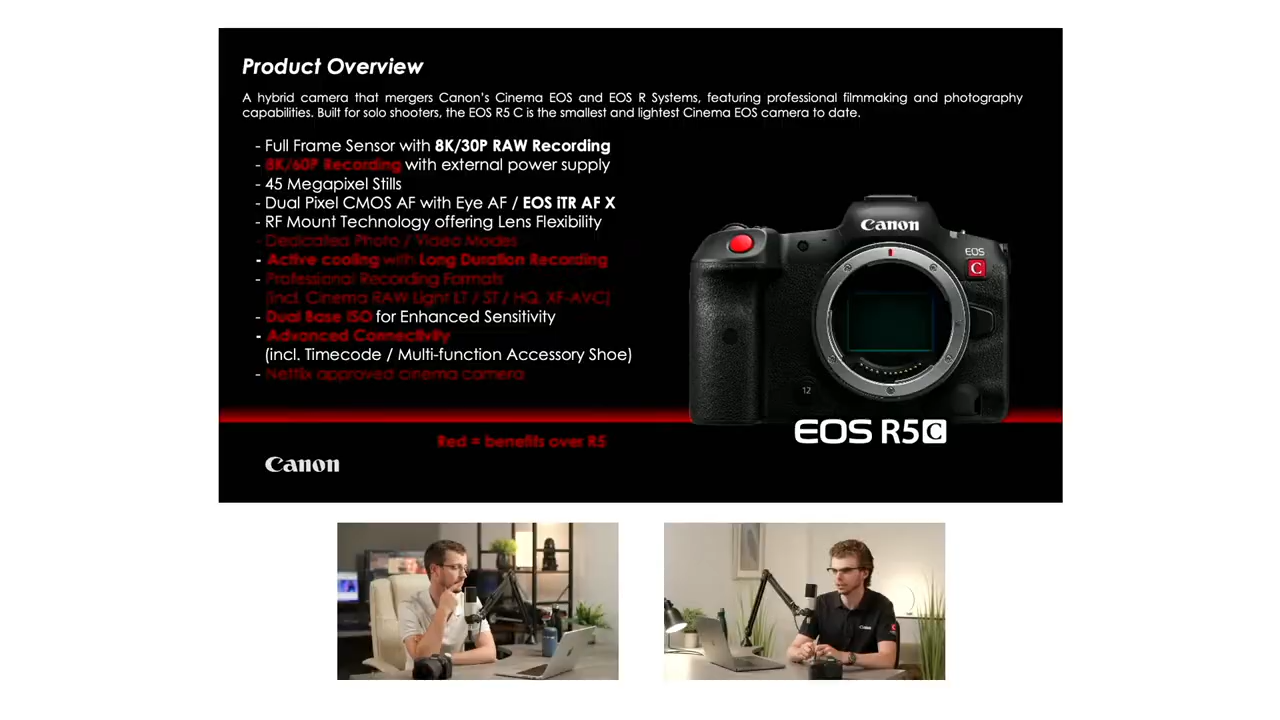 Product Overview
A hybrid camera that mergers Canon's Cinema EOS and EOS R Systems, featuring professional filmmaking and photography
capabilities. Built for solo shooters, the EOS R5 C is the smallest and lightest Cinema EOS camera to date.
- Full Frame Sensor with 8K/30P RAW Recording
- 8K/60P Recording with external power supply
- 45 Megapixel Stills
- Dual Pixel CMOS AF with Eye AF / EOS iTR AF X
- RF Mount Technology offering Lens Flexibility
- Dedicated Photo / Video Modes
- Active cooling with Long Duration Recording
- Professional Recording Formats
(incl. Cinema RAW Light LT / ST / HQ, XF-AVC)
- Dual Base ISO for Enhanced Sensitivity
- Advanced Connectivity
(incl. Timecode / Multi-function Accessory Shoe)
- Netflix approved cinema camera
Canon
EOS
C
12
EOS R5 C
Red = benefits over R5
Canon